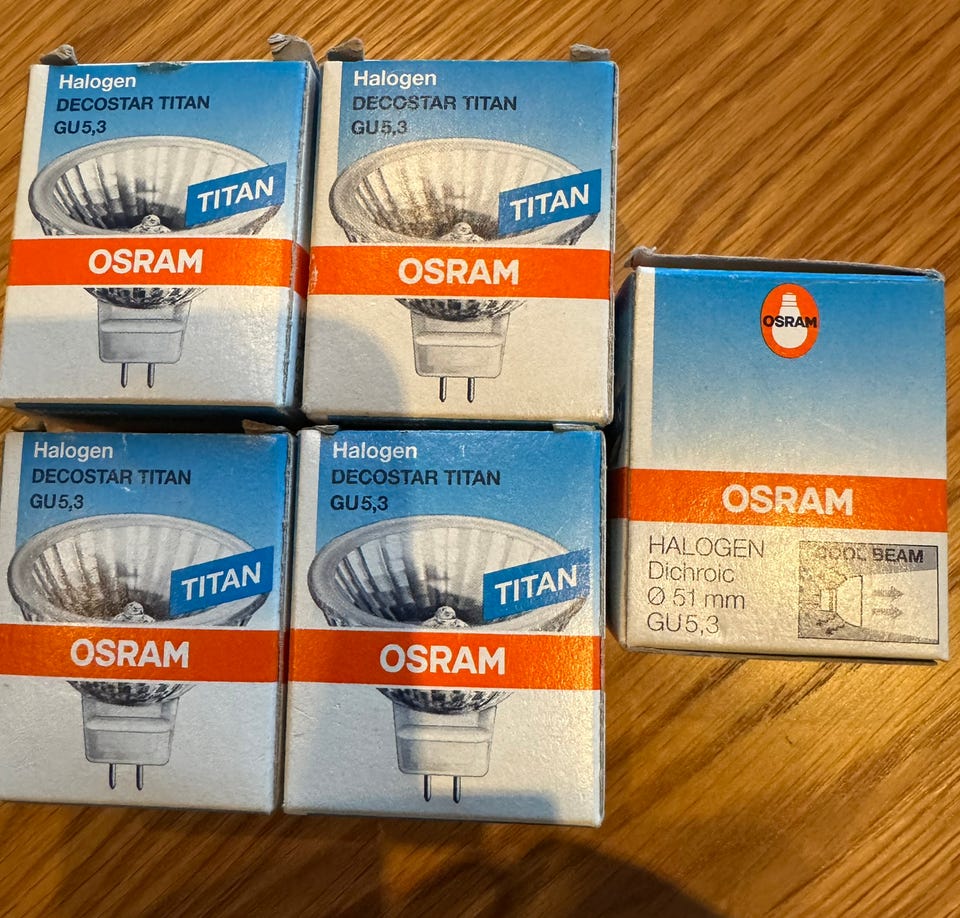 Halogen
DECOSTAR TITAN
GU5,3
TITAN
OSRAM
Halogen
DECOSTAR TITAN
GU5,3
TITAN
OSRAM
Halogen
DECOSTAR TITAN
GU5,3
TITAN
OSRAM
Halogen
DECOSTAR TITAN
GU5,3
TITAN
OSRAM
OSRAM
OSRAM
HALOGEN
Dichroic
Ø 51 mm
GU5,3
COOL BEAM